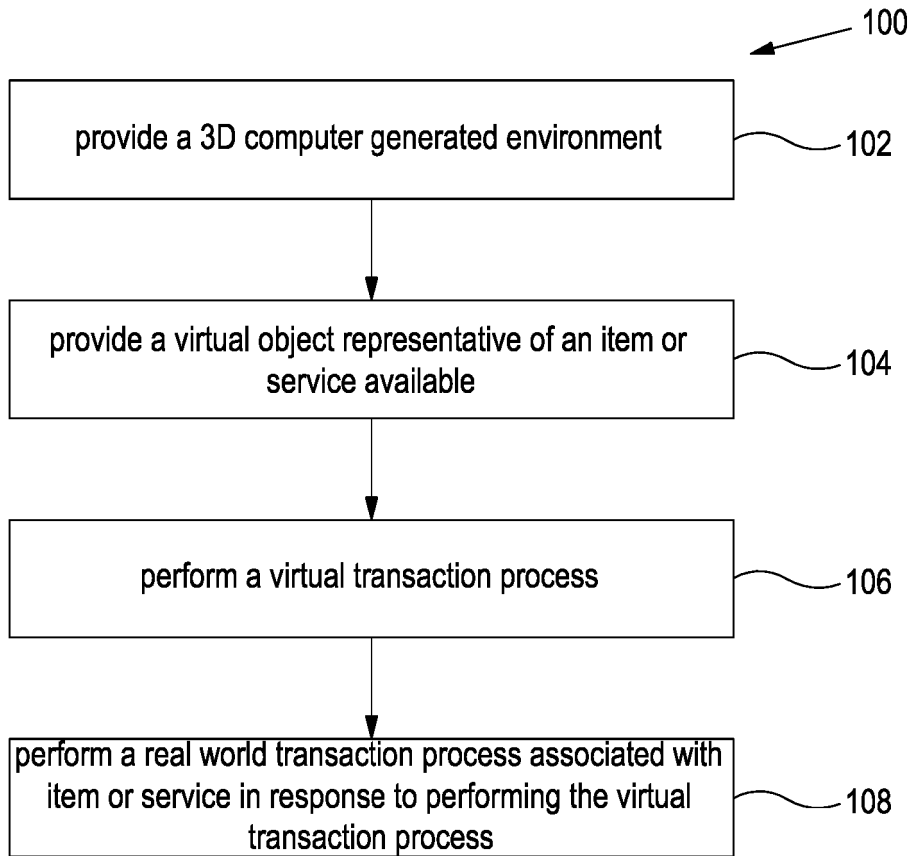 100
provide a 3D computer generated environment
102
provide a virtual object representative of an item or
service available
104
perform a virtual transaction process
106
perform a real world transaction process associated with
item or service in response to performing the virtual
transaction process
108